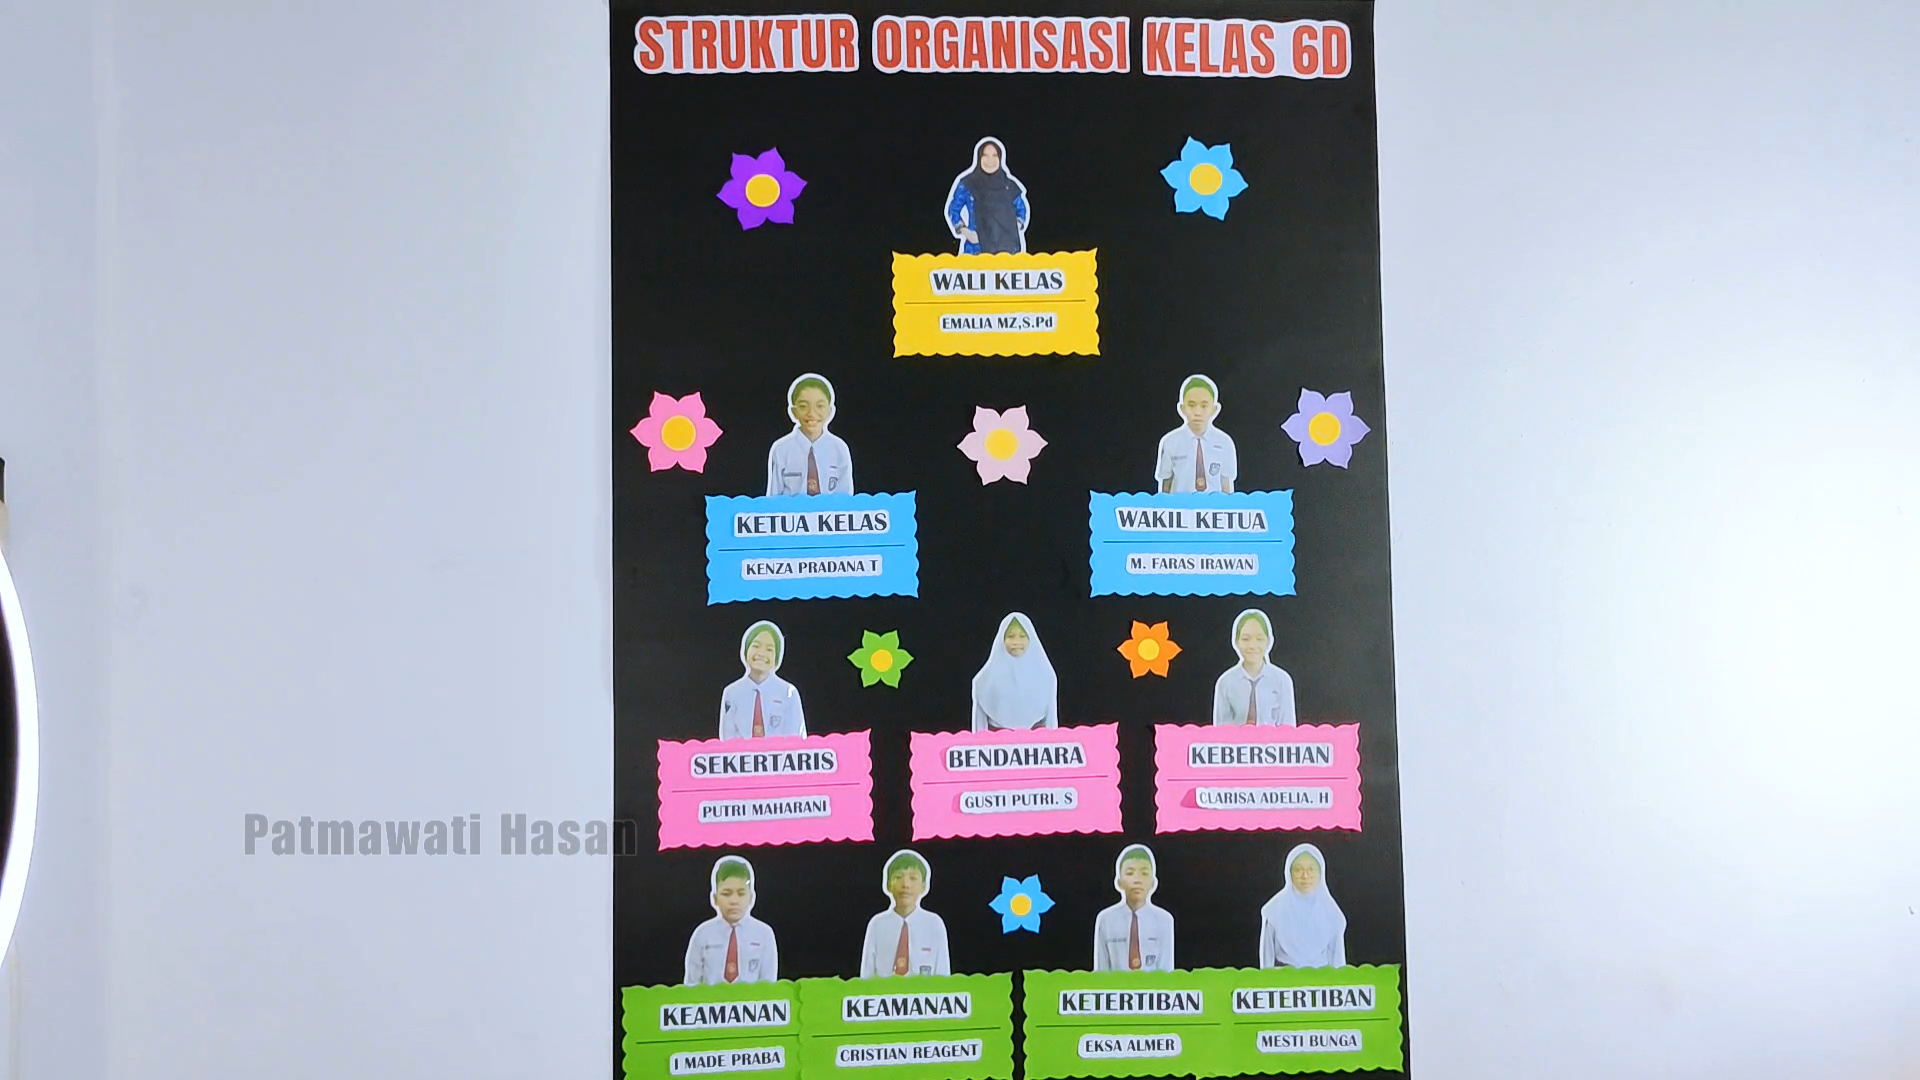 STRUKTUR ORGANISASI KELAS 6D
WALI KELAS
EMALIA MZ,S.Pd
KETUA KELAS
KENZA PRADANA T
WAKIL KETUA
M. FARAS IRAWAN
SEKERTARIS
PUTRI MAHARANI
BENDAHARA
GUSTI PUTRI. S
KEBERSIHAN
CLARISA ADELIA. H
Patmawati Hasan
KEAMANAN
I MADE PRABA
KEAMANAN
CRISTIAN REAGENT
KETERTIBAN
EKSA ALMER
KETERTIBAN
MESTI BUNGA